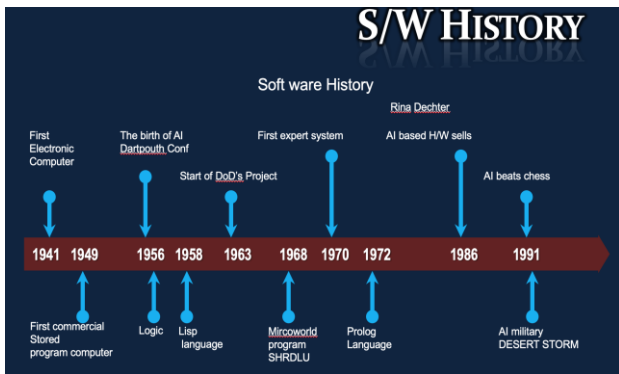 S/W HISTORY
Soft ware History
Rina Dechter
First
Electronic
Computer
The birth of AI
Dartpouth Conf
First expert system
AI based H/W sells
Start of DoD's Project
AI beats chess
1941 1949 1956 1958 1963 1968 1970 1972 1986 1991
First commercial
Stored
program computer
Logic
Lisp
language
Mircoworld
program
SHRDLU
Prolog
Language
AI military
DESERT STORM